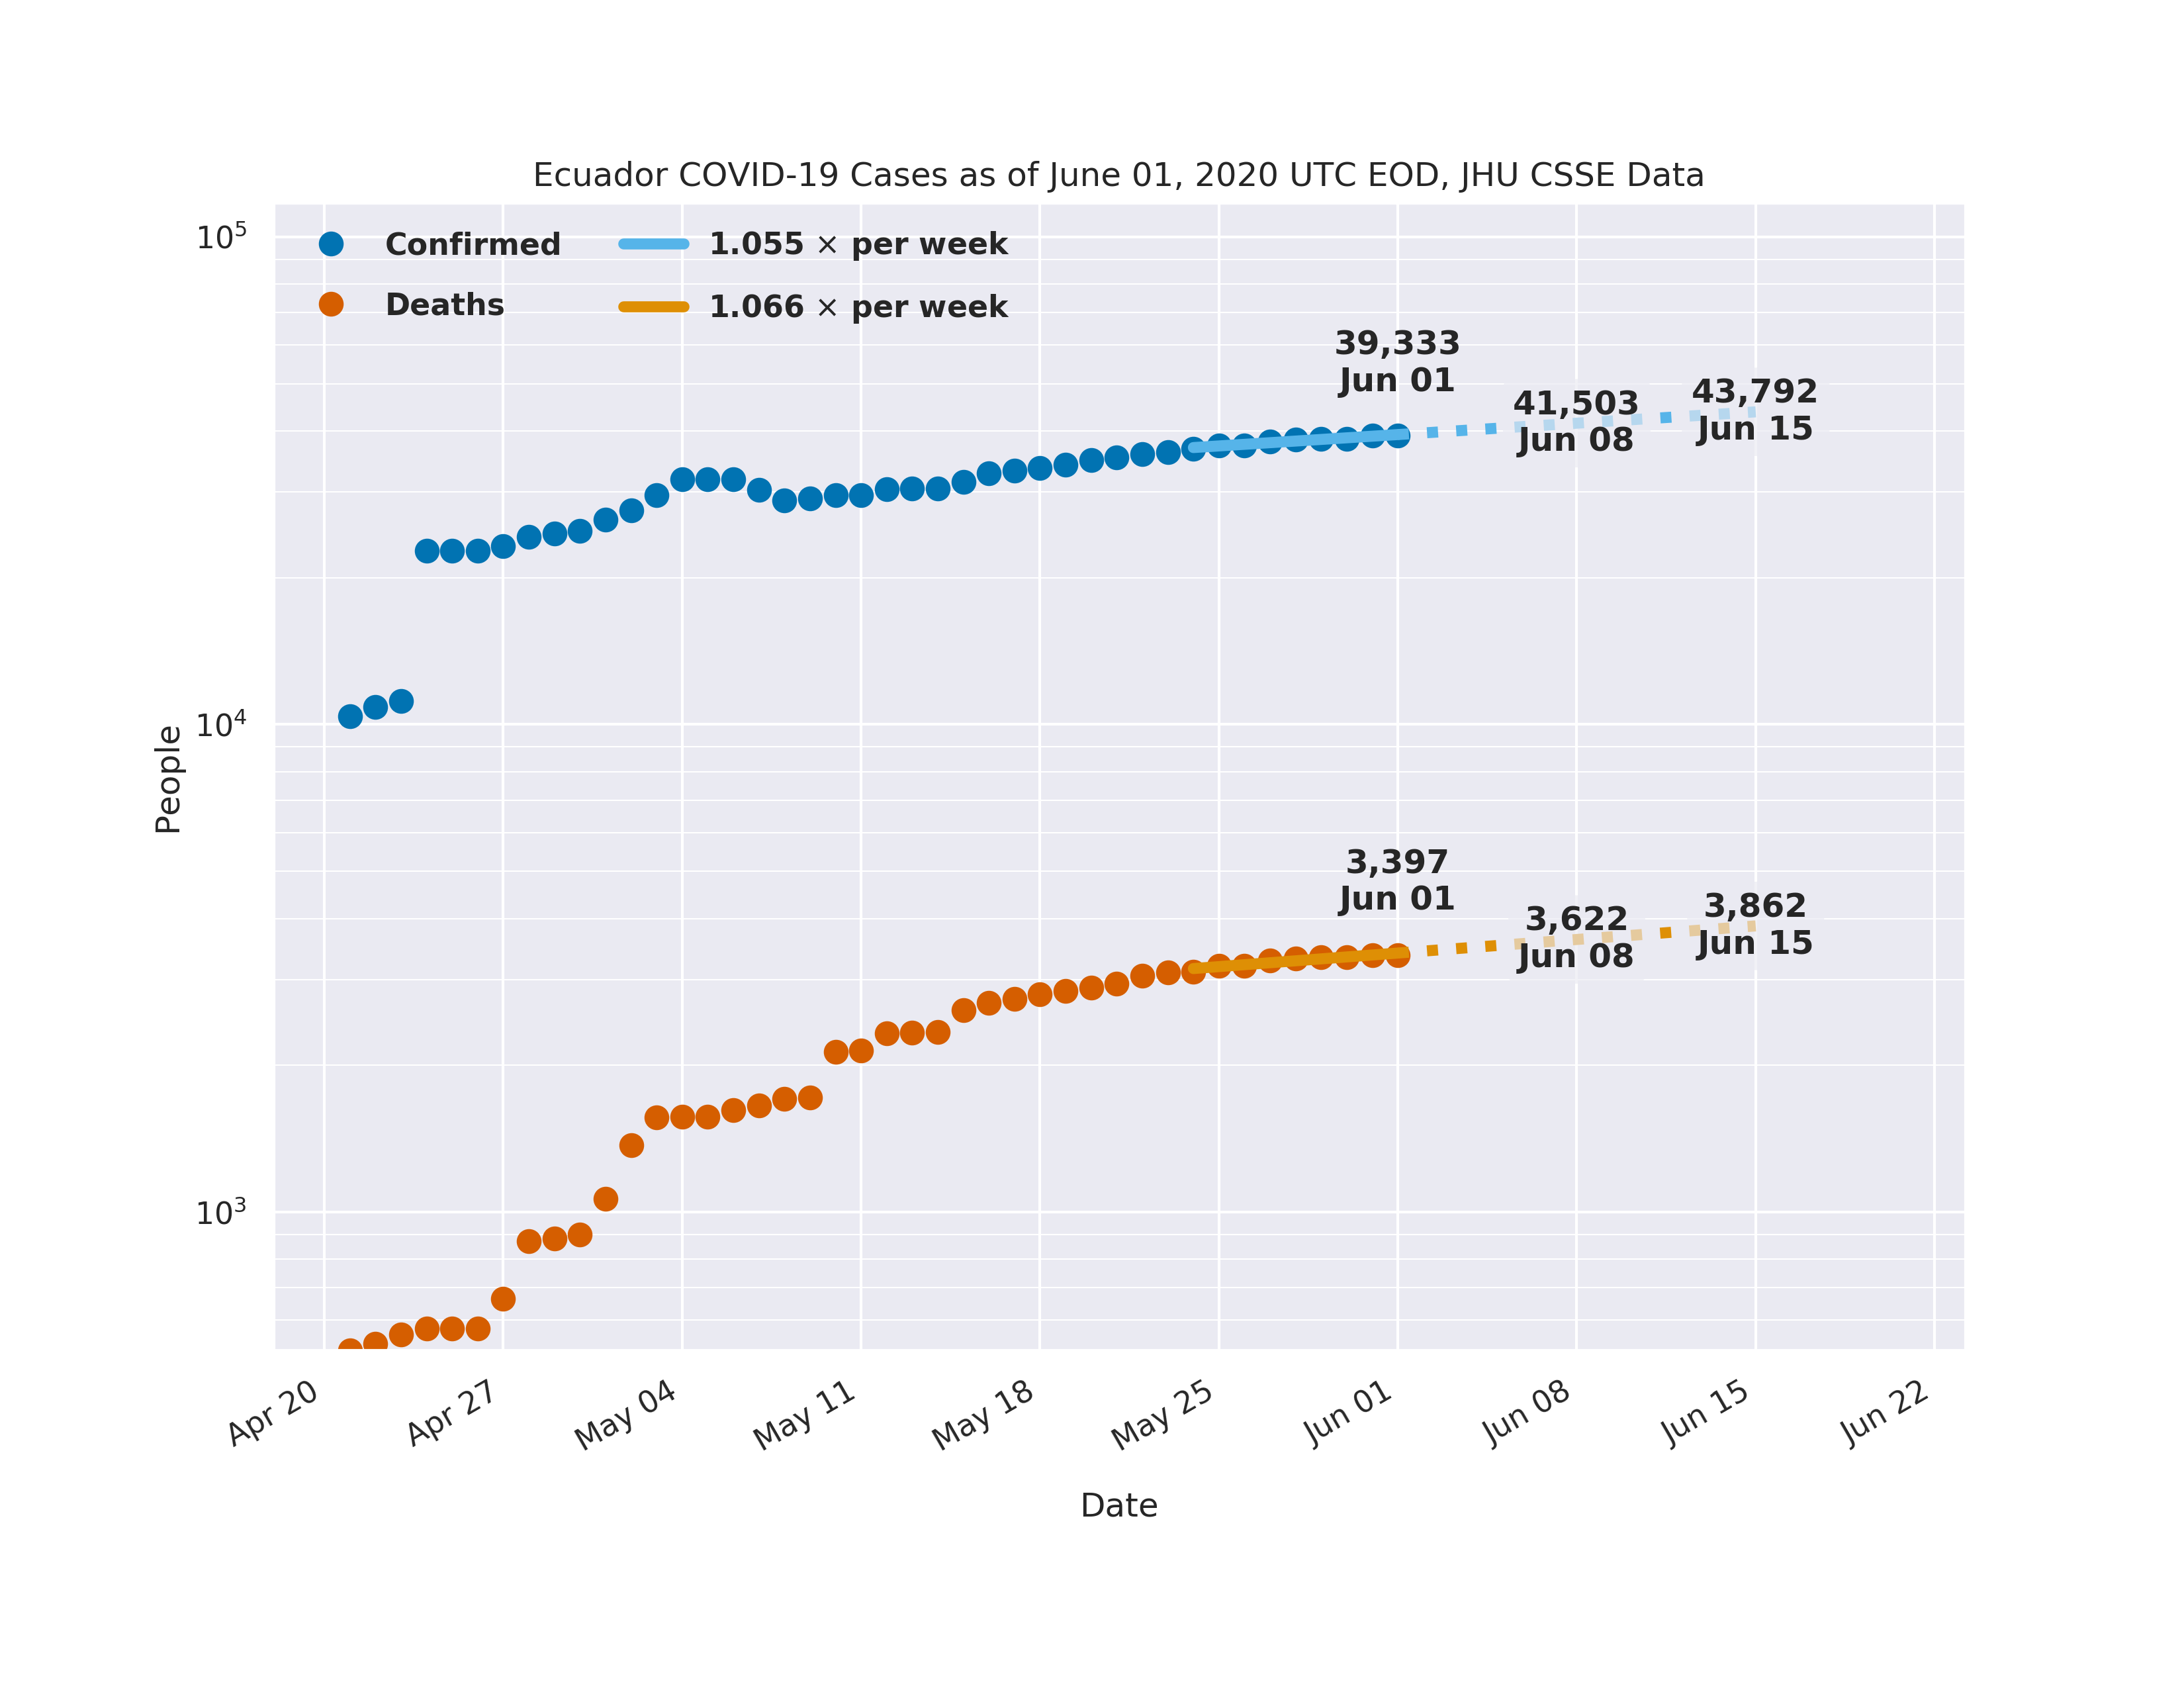 Ecuador COVID-19 Cases as of June 01, 2020 UTC EOD, JHU CSSE Data
Confirmed
Deaths
1.055 × per week
1.066 × per week
39,333
Jun 01
41,503
Jun 08
43,792
Jun 15
3,397
Jun 01
3,622
Jun 08
3,862
Jun 15
People
10⁵
10⁴
10³
Apr 20
Apr 27
May 04
May 11
May 18
May 25
Jun 01
Jun 08
Jun 15
Jun 22
Date